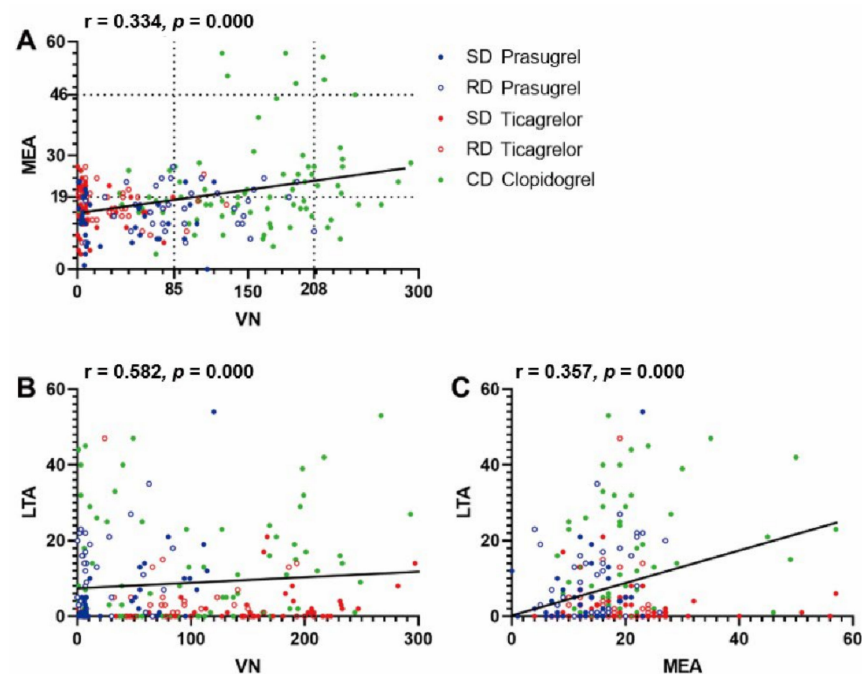 r = 0.334, p = 0.000
A
60
46
30
19
0
MEA
0
85
150
208
300
VN
SD Prasugrel
RD Prasugrel
SD Ticagrelor
RD Ticagrelor
CD Clopidogrel
r = 0.582, p = 0.000
B
60
40
20
0
LTA
0
100
200
300
VN
r = 0.357, p = 0.000
C
60
40
20
0
LTA
0
20
40
60
MEA